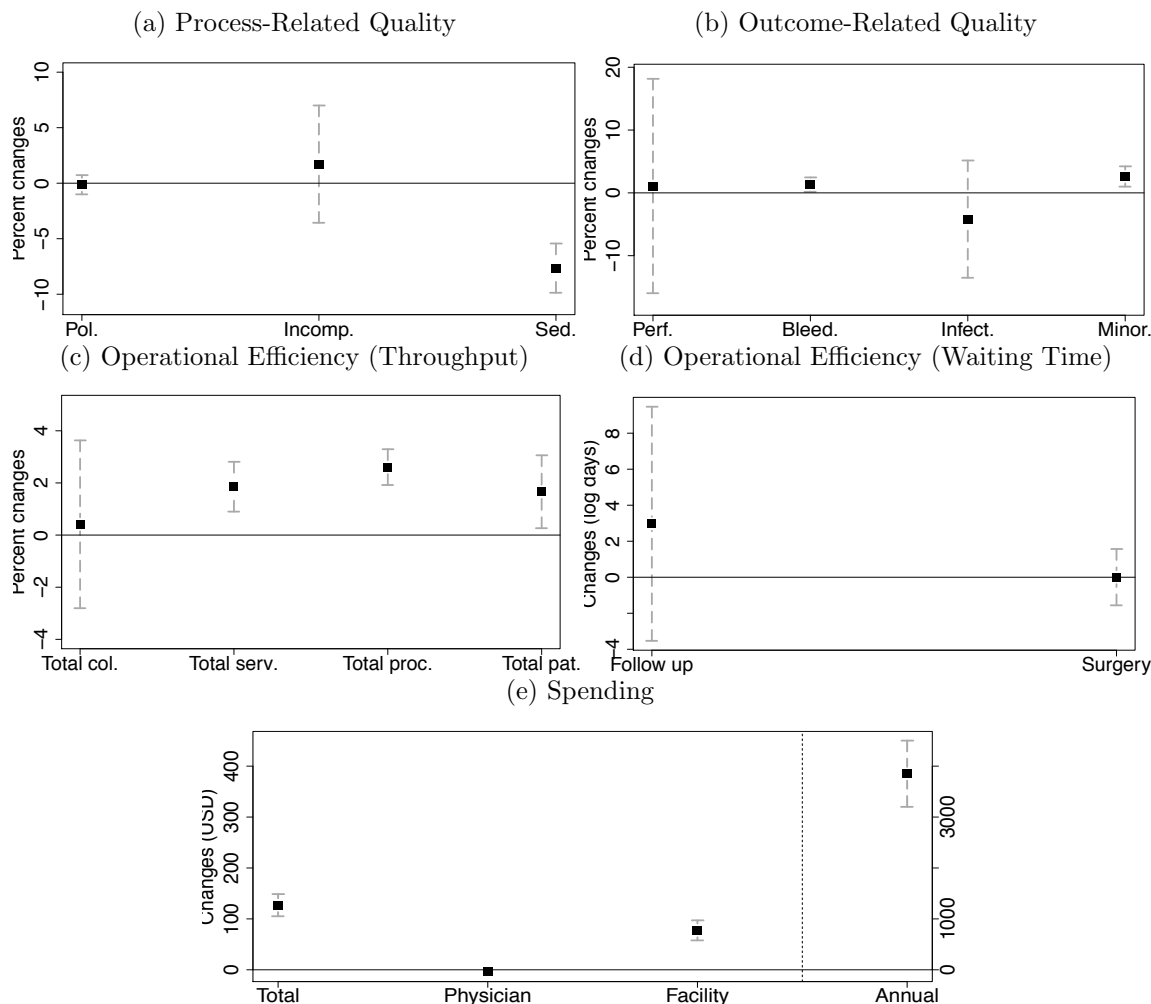 (a) Process-Related Quality
(b) Outcome-Related Quality
Percent changes
10
5
0
−5
−10
Pol. Incomp. Sed.
Percent changes
20
10
0
−10
Perf. Bleed. Infect. Minor.
(c) Operational Efficiency (Throughput)
(d) Operational Efficiency (Waiting Time)
Percent changes
4
2
0
−2
−4
Total col. Total serv. Total proc. Total pat.
Changes (log days)
8
6
4
2
0
−4
Follow up Surgery
(e) Spending
Changes (USD)
400
300
200
100
0
3000
1000
0
Total Physician Facility Annual